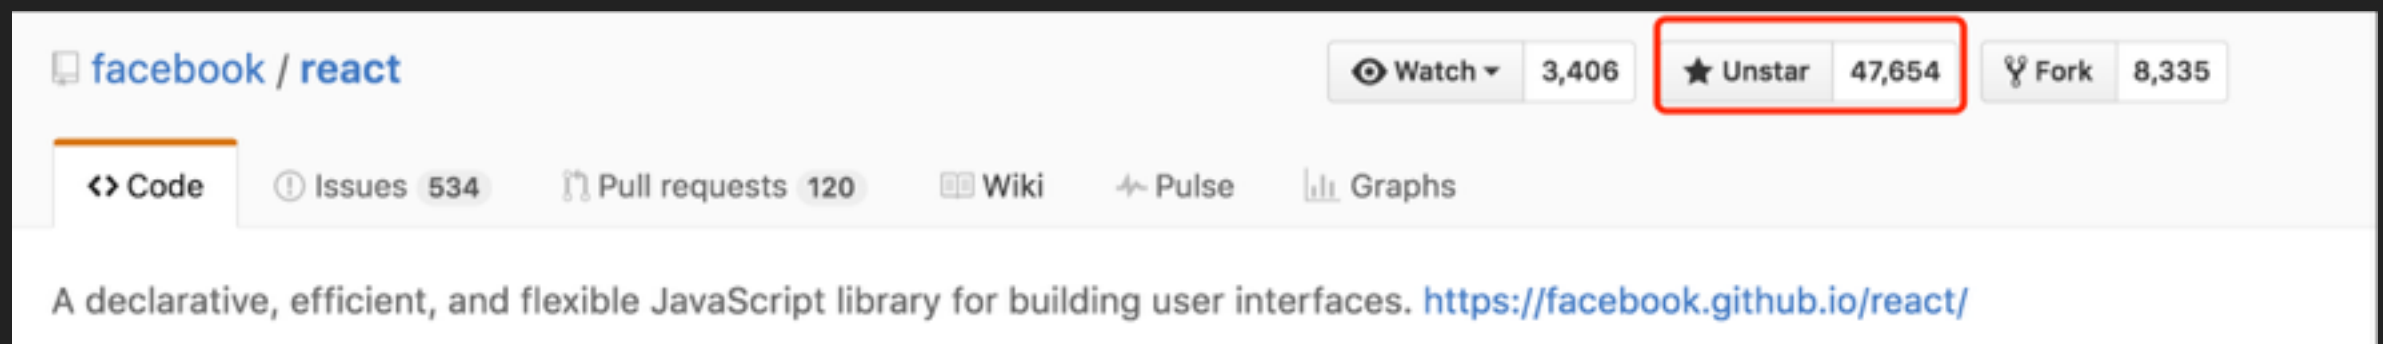 facebook / react Watch 3,406 Unstar 47,654 Fork 8,335
Code Issues 534 Pull requests 120 Wiki Pulse Graphs
A declarative, efficient, and flexible JavaScript library for building user interfaces. https://facebook.github.io/react/